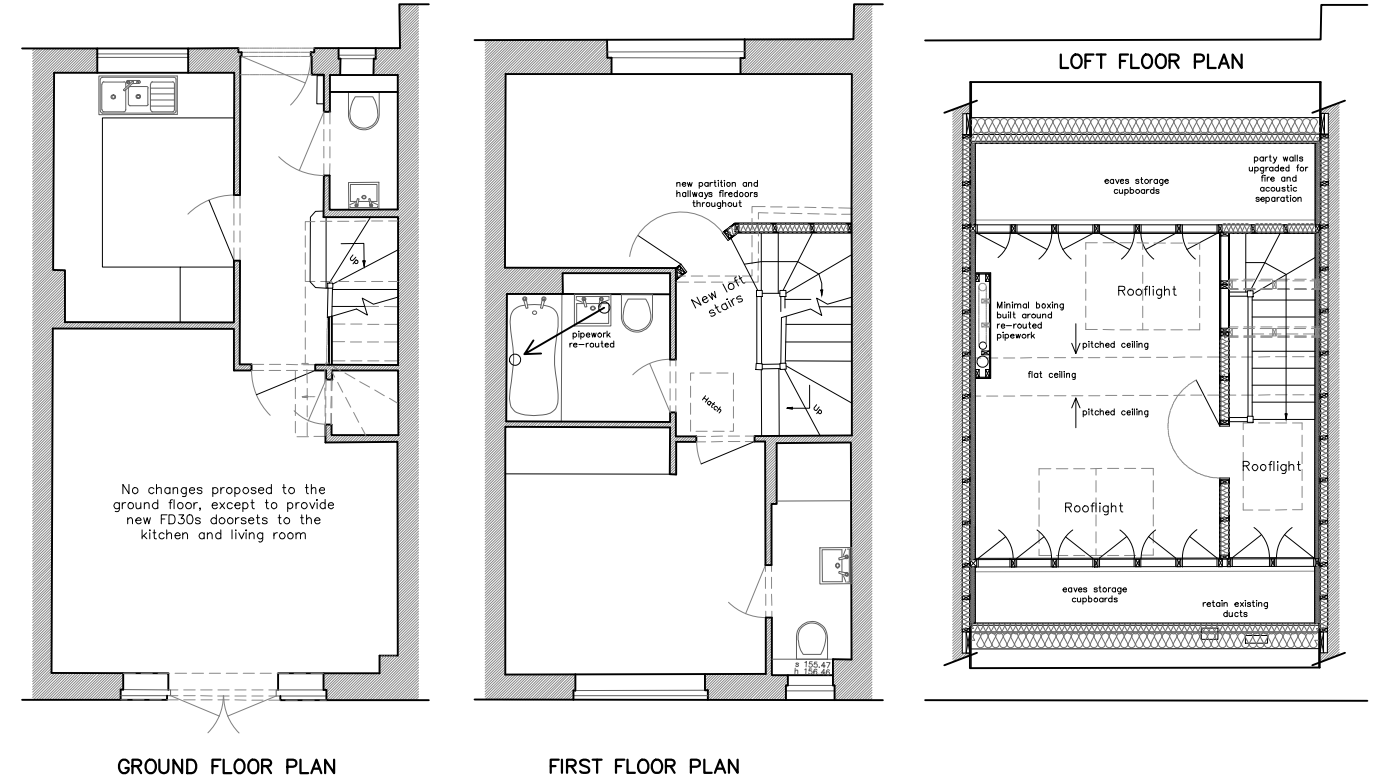 No changes proposed to the
ground floor, except to provide
new FD30s doorsets to the
kitchen and living room
Up
GROUND FLOOR PLAN
new partition and
hallways firedoors
throughout
New loft
stairs
pipework
re-routed
Hatch
Up
s 155.47
h 156.46
FIRST FLOOR PLAN
LOFT FLOOR PLAN
eaves storage
cupboards
party walls
upgraded for
fire and
acoustic
separation
Rooflight
Minimal boxing
built around
re-routed
pipework
pitched ceiling
flat ceiling
pitched ceiling
Rooflight
Rooflight
eaves storage
cupboards
retain existing
ducts